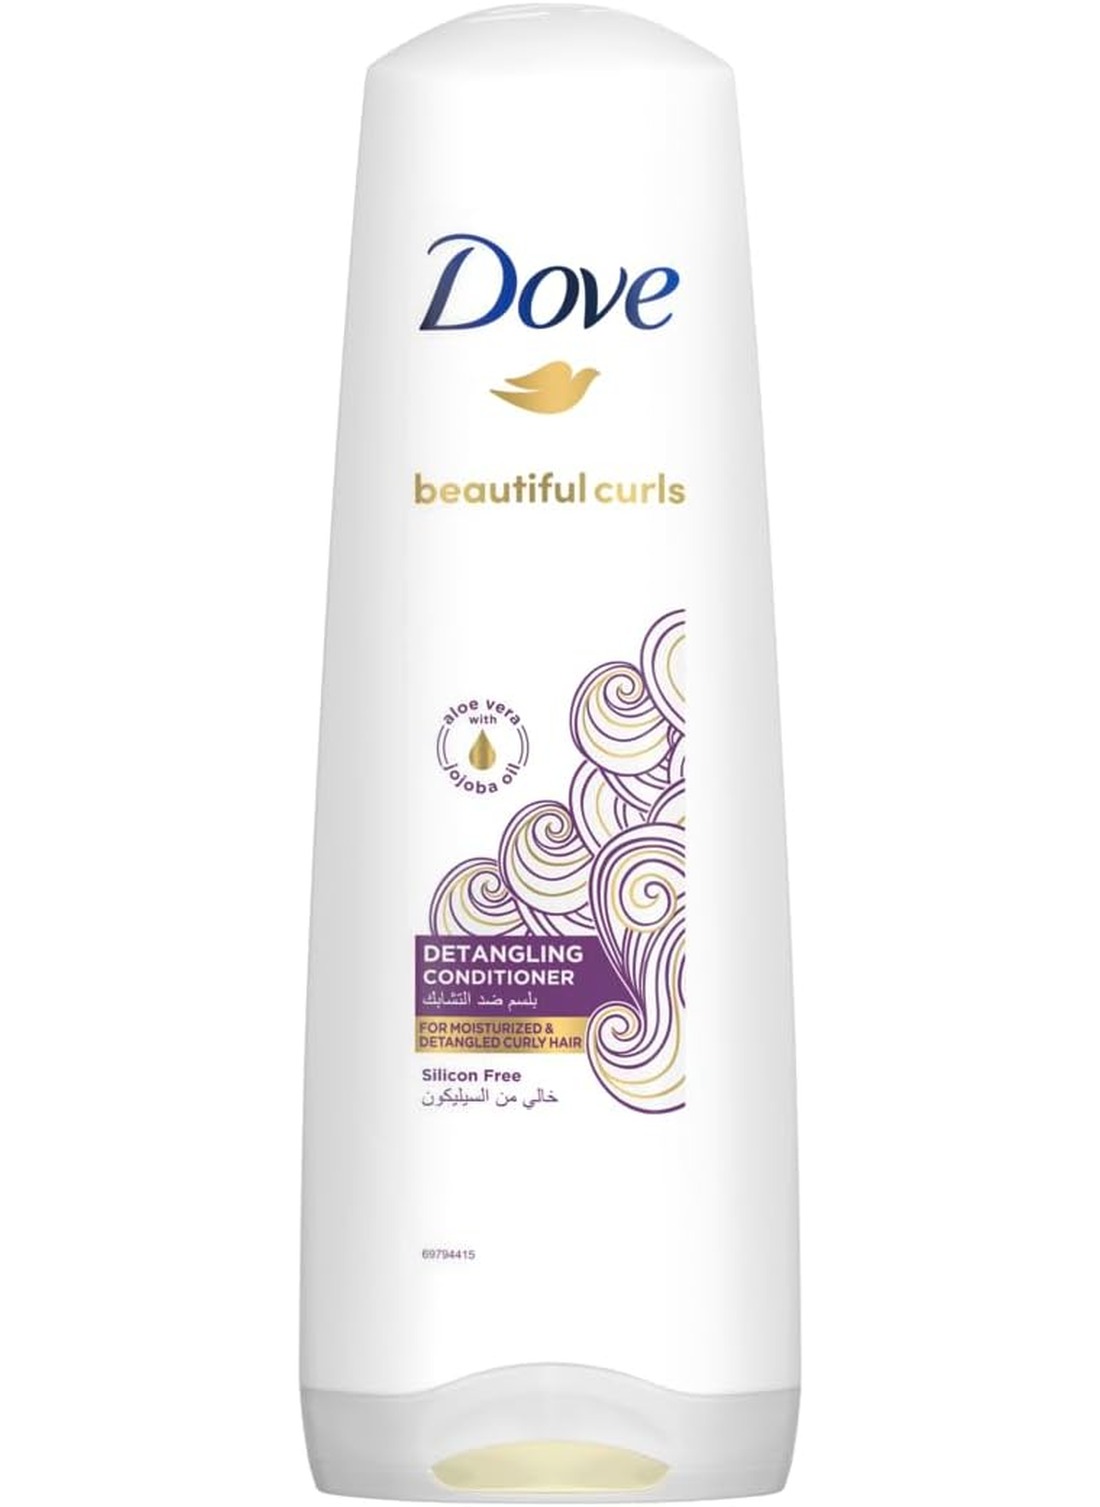 Dove
beautiful curls
aloe vera
with
jojoba oil
DETANGLING
CONDITIONER
بلسم ضد التشابك
FOR MOISTURIZED &
DETANGLED CURLY HAIR
Silicon Free
خالي من السيليكون
69794415